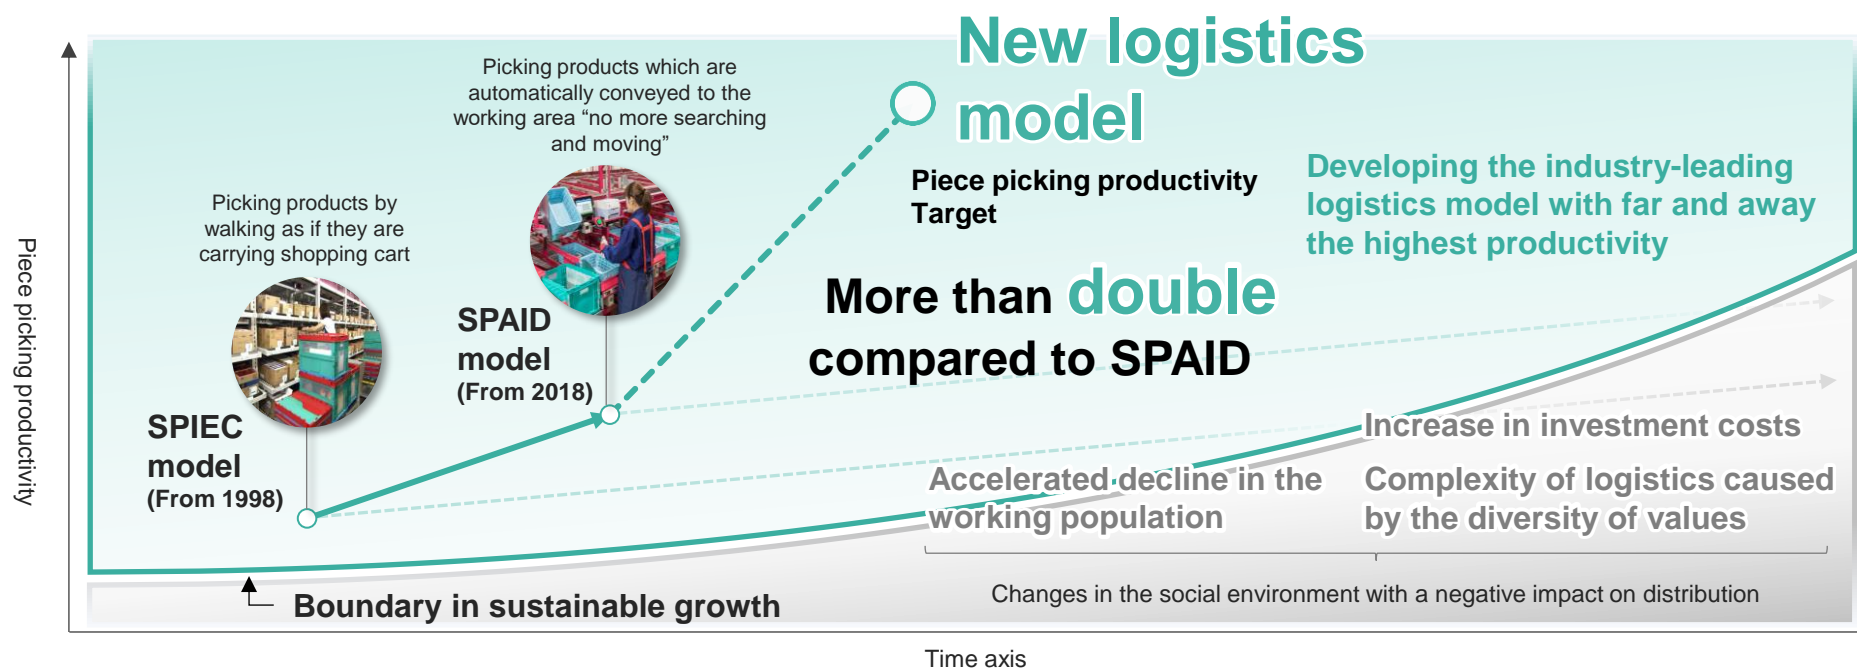 New logistics
model
Picking products which are
automatically conveyed to the
working area “no more searching
and moving”
Picking products by
walking as if they are
carrying shopping cart
Piece picking productivity
Target
Developing the industry-leading
logistics model with far and away
the highest productivity
More than double
compared to SPAID
SPAID
model
(From 2018)
SPIEC
model
(From 1998)
Piece picking productivity
Increase in investment costs
Accelerated decline in the
working population
Complexity of logistics caused
by the diversity of values
Changes in the social environment with a negative impact on distribution
Boundary in sustainable growth
Time axis